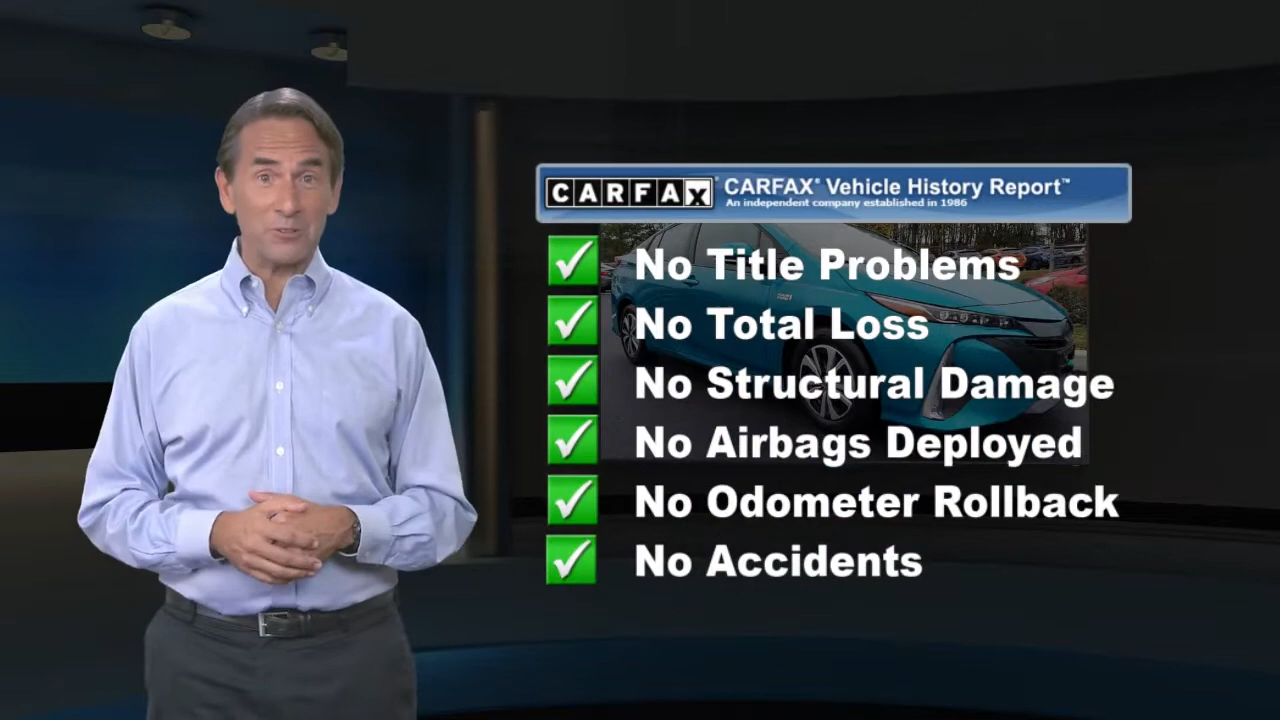 CARFAX
CARFAX® Vehicle History Report™
An independent company established in 1986
No Title Problems
No Total Loss
No Structural Damage
No Airbags Deployed
No Odometer Rollback
No Accidents